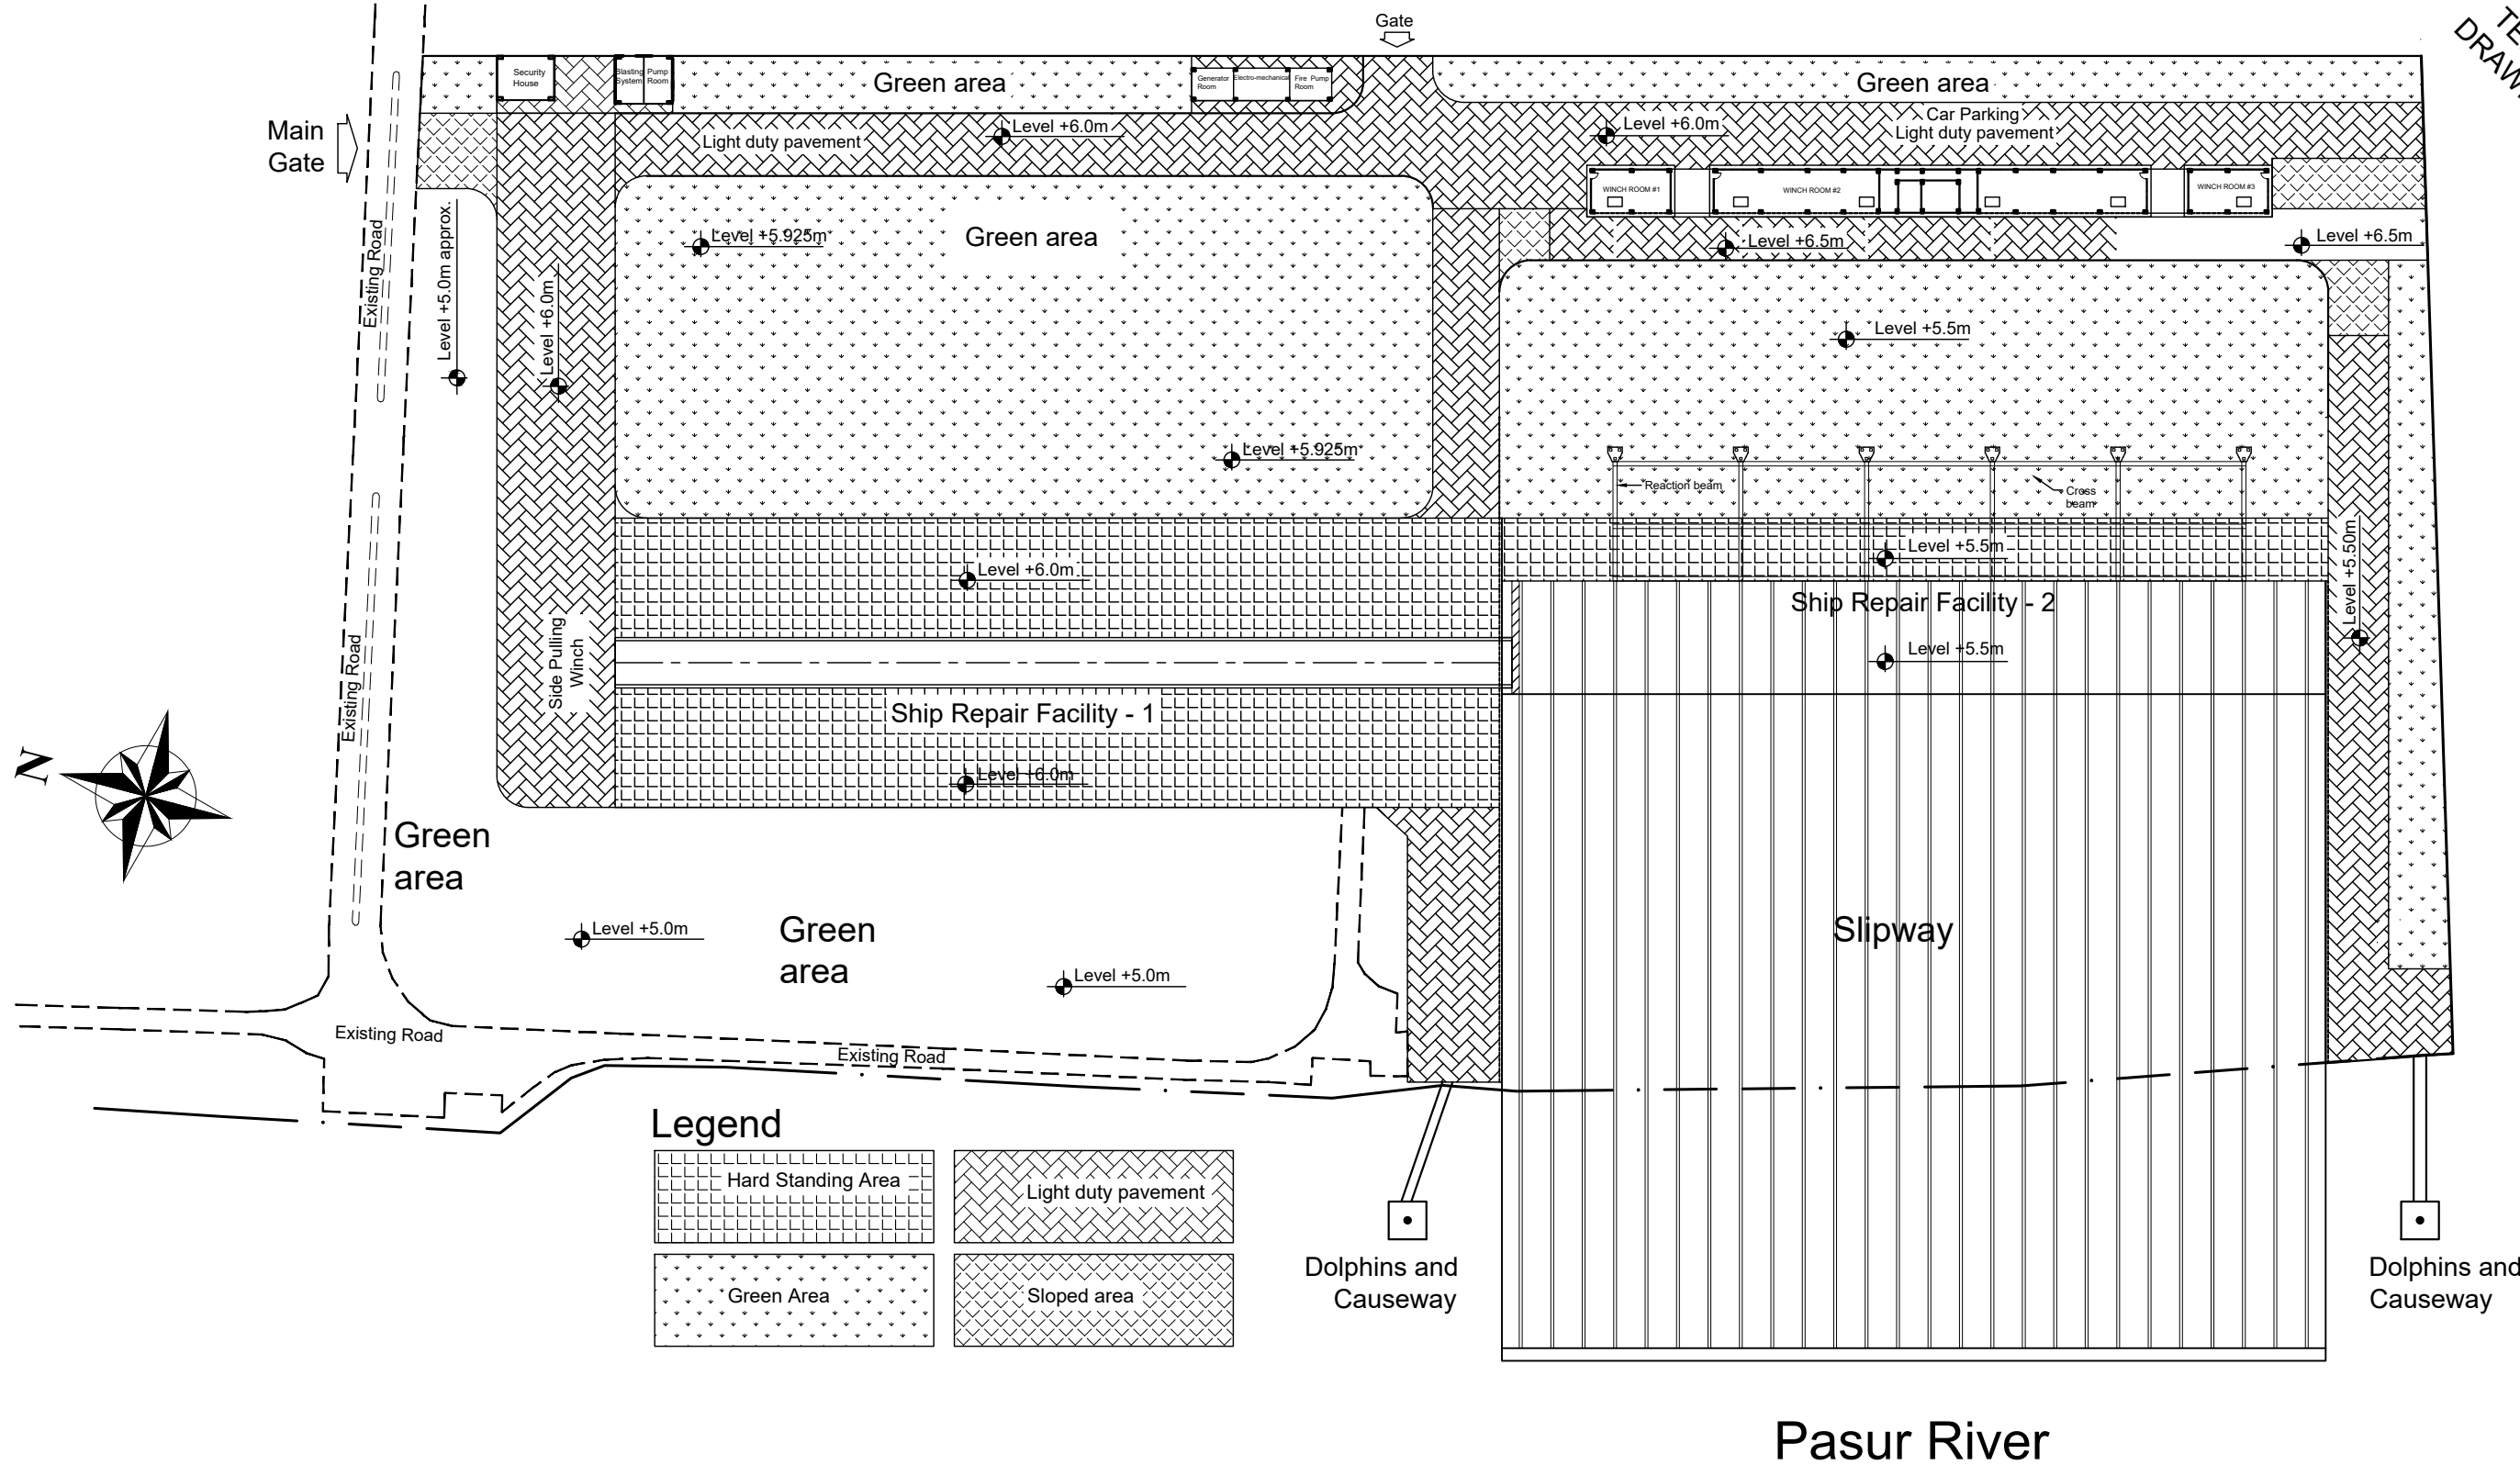 Gate
TE
DRAW
Security
House
Blasting
System
Pump
Room
Green area
Generator
Room
Electro-mechanical
Fire Pump
Room
Green area
Main
Gate
Light duty pavement
Level +6.0m
Level +6.0m
Car Parking
Light duty pavement
WINCH ROOM #1
WINCH ROOM #2
WINCH ROOM #3
Existing Road
Level +5.0m approx.
Level +6.0m
Level +5.925m
Green area
Level +6.5m
Level +6.5m
Level +5.5m
Level +5.925m
Reaction beam
Cross
beam
Level +6.0m
Level +5.5m
Level +5.50m
Ship Repair Facility - 2
Existing Road
Side Pulling
Winch
Level +5.5m
Ship Repair Facility - 1
N
Level +6.0m
Green
area
Level +5.0m
Green
area
Level +5.0m
Slipway
Existing Road
Existing Road
Legend
Hard Standing Area
Light duty pavement
Green Area
Sloped area
Dolphins and
Causeway
Dolphins and
Causeway
Pasur River